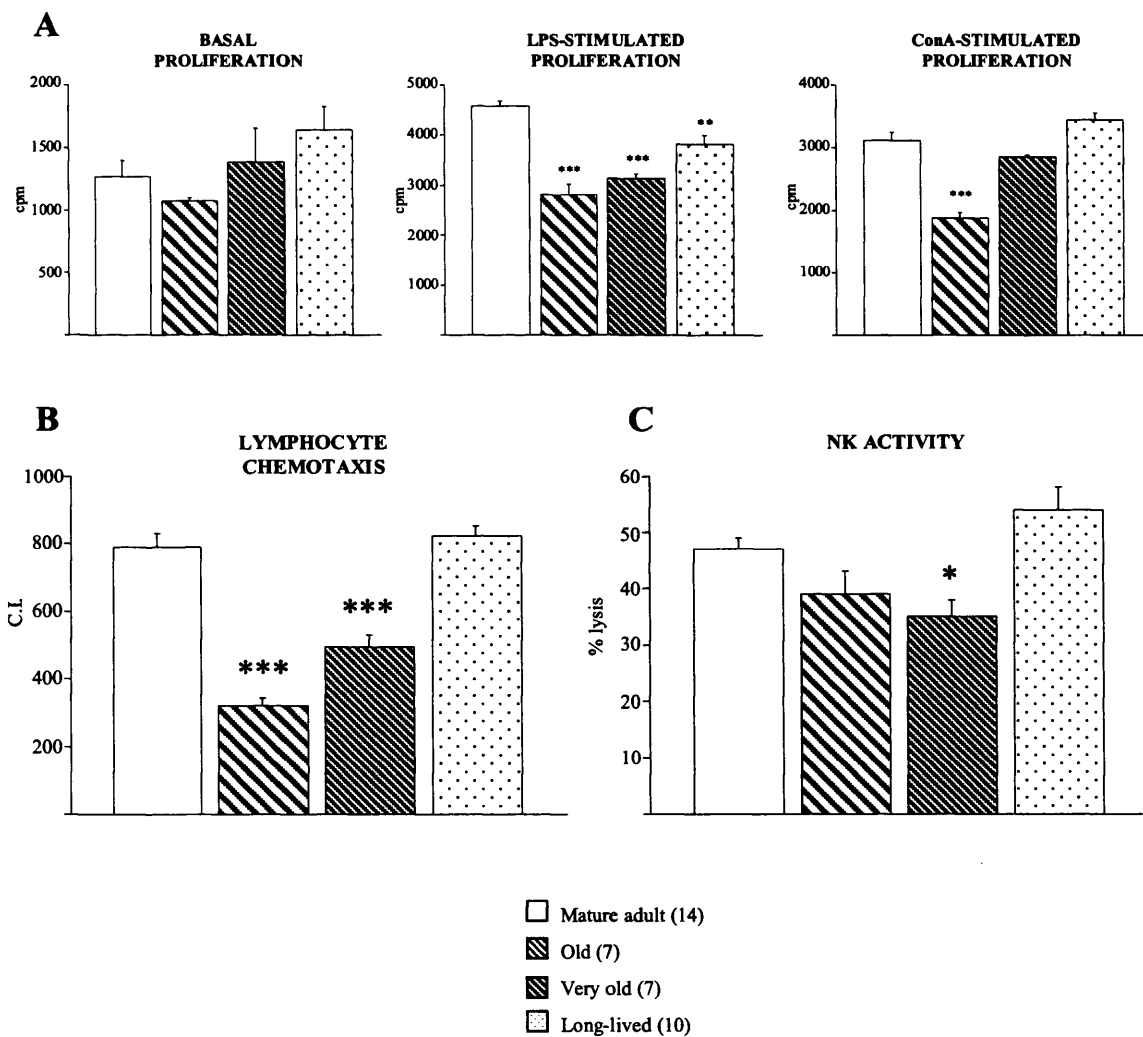 A
BASAL
PROLIFERATION
2000
1500
1000
500
cpm
LPS-STIMULATED
PROLIFERATION
5000
4000
3000
2000
1000
cpm
***
***
**
ConA-STIMULATED
PROLIFERATION
4000
3000
2000
1000
cpm
***
B
LYMPHOCYTE
CHEMOTAXIS
1000
800
600
400
200
C.I.
***
***
C
NK ACTIVITY
60
50
40
30
20
10
% lysis
*
Mature adult (14)
Old (7)
Very old (7)
Long-lived (10)